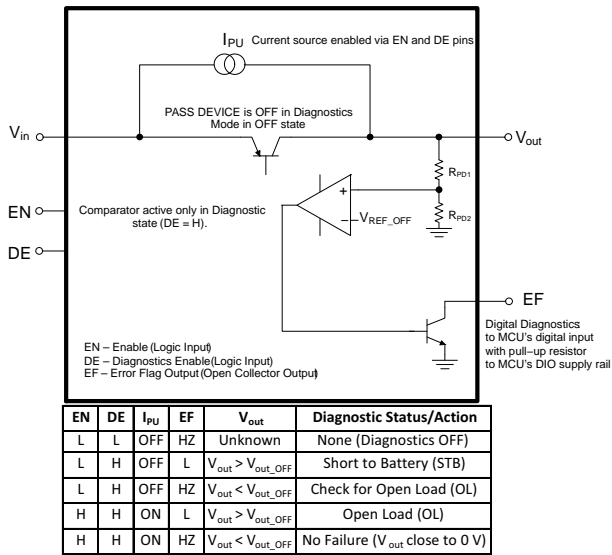 I_PU Current source enabled via EN and DE pins
PASS DEVICE is OFF in Diagnostics
Mode in OFF state
V_in
V_out
R_PD1
+
−
V_REF_OFF
R_PD2
EN
Comparator active only in Diagnostic
state (DE = H).
DE
EF
Digital Diagnostics
to MCU's digital input
with pull–up resistor
to MCU's DIO supply rail
EN – Enable (Logic Input)
DE – Diagnostics Enable (Logic Input)
EF – Error Flag Output (Open Collector Output)
EN DE I_PU EF V_out Diagnostic Status/Action
L L OFF HZ Unknown None (Diagnostics OFF)
L H OFF L V_out > V_out_OFF Short to Battery (STB)
L H OFF HZ V_out < V_out_OFF Check for Open Load (OL)
H H ON L V_out > V_out_OFF Open Load (OL)
H H ON HZ V_out < V_out_OFF No Failure (V_out close to 0 V)